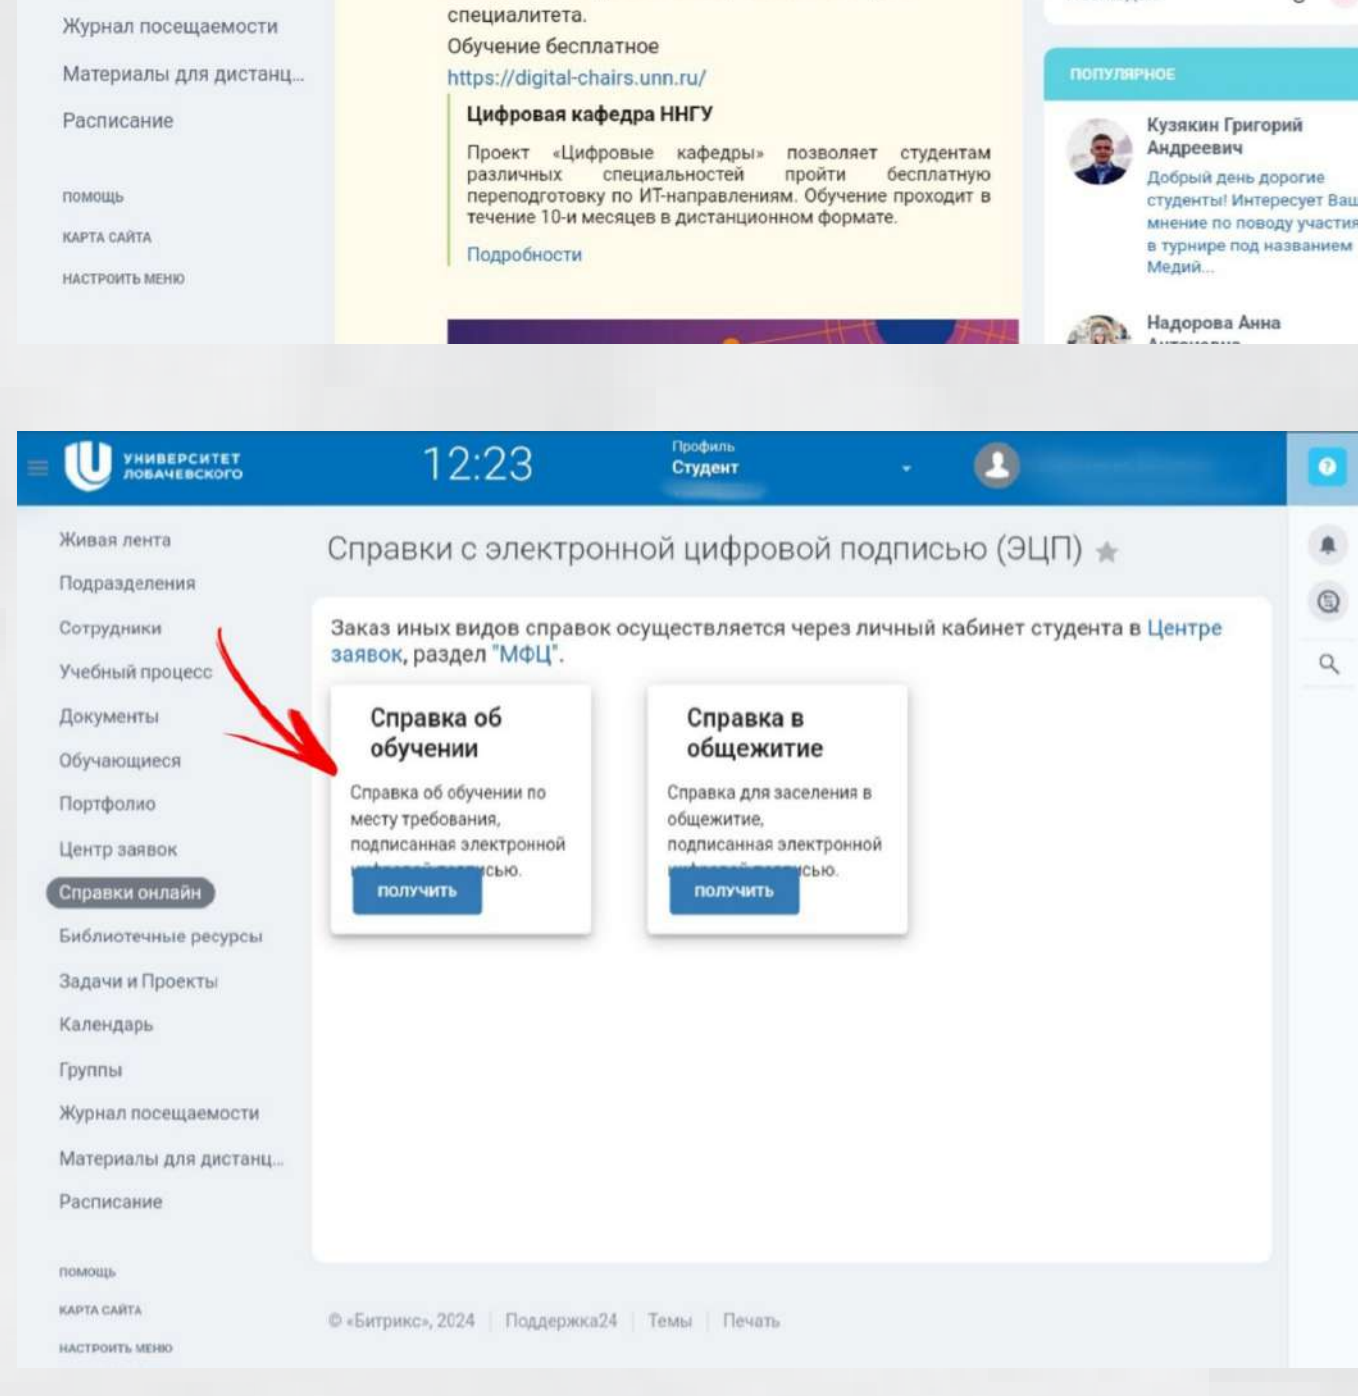 Журнал посещаемости
Материалы для дистанц...
Расписание
ПОМОЩЬ
КАРТА САЙТА
НАСТРОИТЬ МЕНЮ
специалитета.
Обучение бесплатное
https://digital-chairs.unn.ru/
Цифровая кафедра ННГУ
Проект «Цифровые кафедры» позволяет студентам
различных специальностей пройти бесплатную
переподготовку по ИТ-направлениям. Обучение проходит в
течение 10-и месяцев в дистанционном формате.
Подробности
ПОПУЛЯРНОЕ
Кузякин Григорий
Андреевич
Добрый день дорогие
студенты! Интересует Ваш
мнение по поводу участия
в турнире под названием
Медий...
Надорова Анна
УНИВЕРСИТЕТ
ЛОБАЧЕВСКОГО
12:23
Профиль
Студент
Живая лента
Подразделения
Сотрудники
Учебный процесс
Документы
Обучающиеся
Портфолио
Центр заявок
Справки онлайн
Библиотечные ресурсы
Задачи и Проекты
Календарь
Группы
Журнал посещаемости
Материалы для дистанц...
Расписание
ПОМОЩЬ
КАРТА САЙТА
НАСТРОИТЬ МЕНЮ
Справки с электронной цифровой подписью (ЭЦП)
Заказ иных видов справок осуществляется через личный кабинет студента в Центре
заявок, раздел "МФЦ".
Справка об
обучении
Справка об обучении по
месту требования,
подписанная электронной
ПОЛУЧИТЬ
Справка в
общежитие
Справка для заселения в
общежитие,
подписанная электронной
ПОЛУЧИТЬ
© «Битрикс», 2024
Поддержка24
Темы
Печать